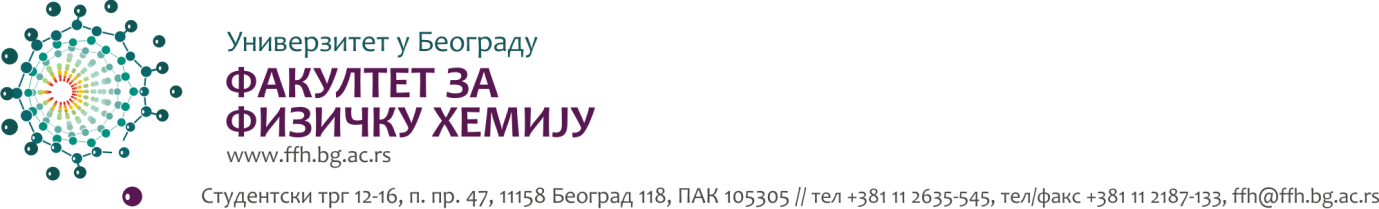 Универзитет у Београду
ФАКУЛТЕТ ЗА
ФИЗИЧКУ ХЕМИЈУ
www.ffh.bg.ac.rs
Студентски трг 12-16, п. пр. 47, 11158 Београд 118, ПАК 105305 // тел +381 11 2635-545, тел/факс +381 11 2187-133, ffh@ffh.bg.ac.rs